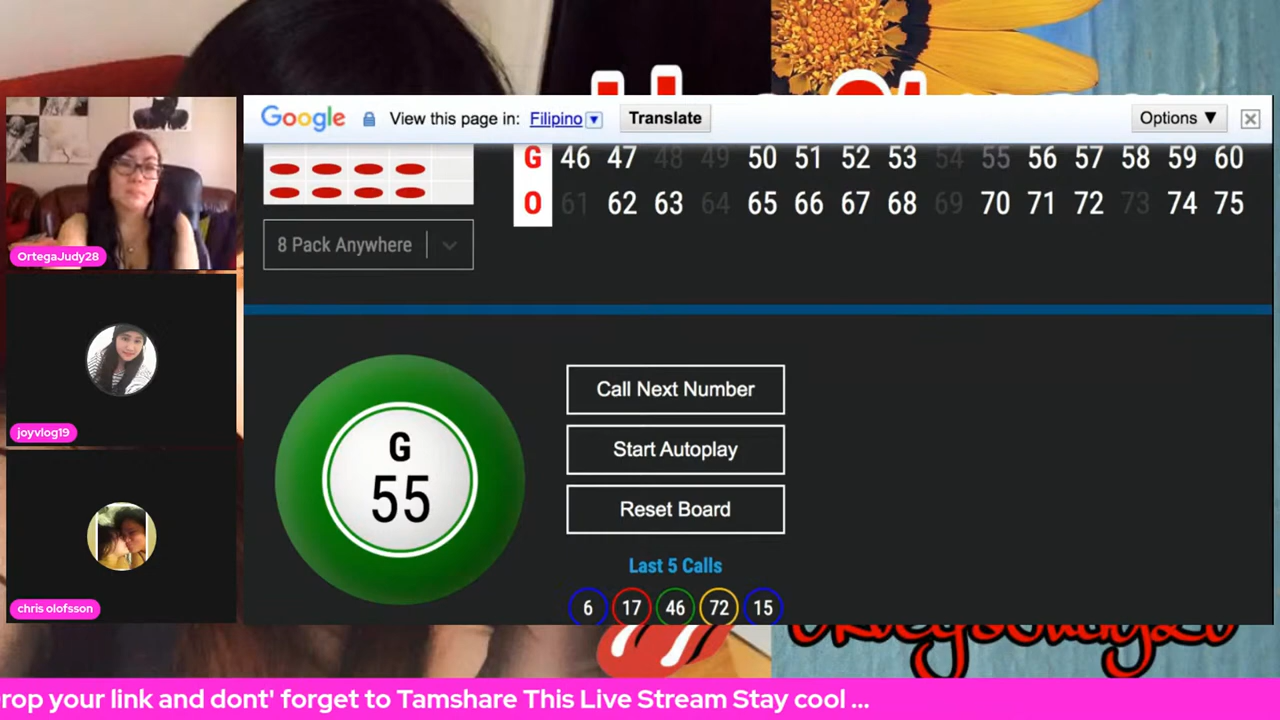 Google View this page in: Filipino Translate Options ▼
G 46 47 48 49 50 51 52 53 54 55 56 57 58 59 60
O 61 62 63 64 65 66 67 68 69 70 71 72 73 74 75
8 Pack Anywhere
G
55
Call Next Number
Start Autoplay
Reset Board
Last 5 Calls
6 17 46 72 15
OrtegaJudy28
joyvlog19
chris olofsson
rop your link and dont' forget to Tamshare This Live Stream Stay cool ...